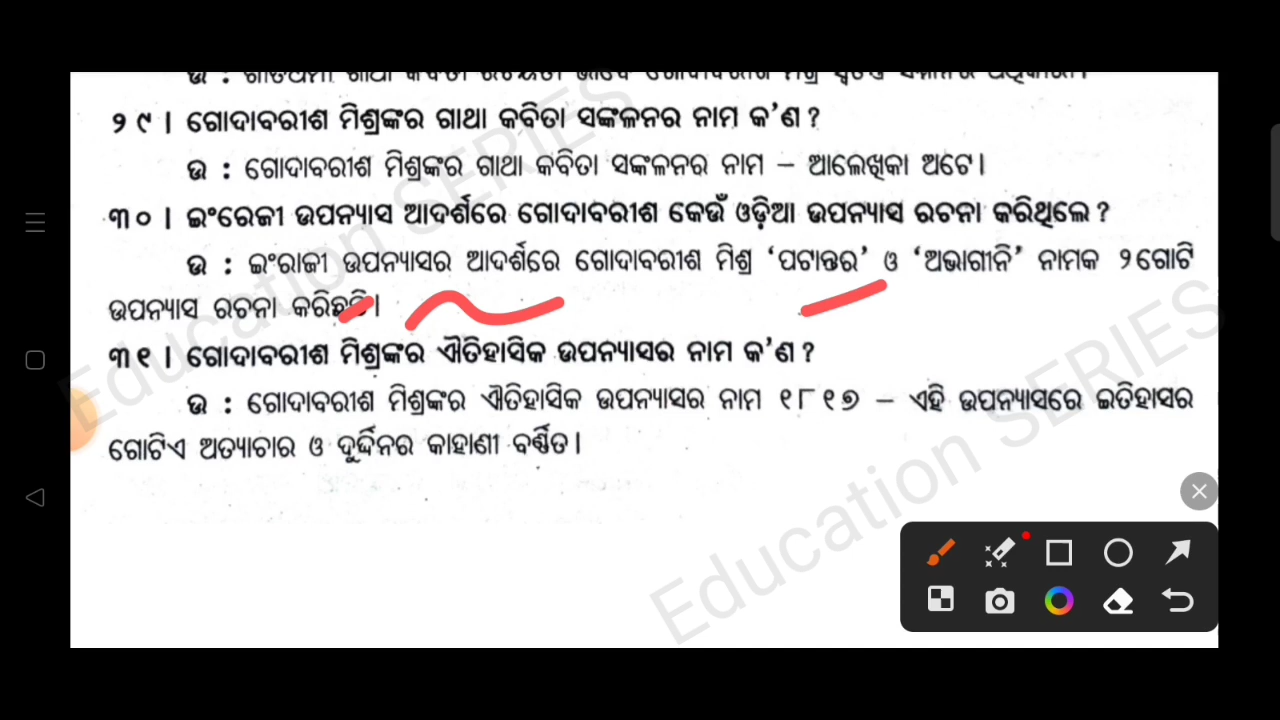 ୨୯। ଗୋଦାବରୀଶ ମିଶ୍ରଙ୍କର ଗାଥା କବିତା ସଙ୍କଳନର ନାମ କ'ଣ ?
ଉ : ଗୋଦାବରୀଶ ମିଶ୍ରଙ୍କର ଗାଥା କବିତା ସଙ୍କଳନର ନାମ – ଆଲେଖିକା ଅଟେ।
୩୦। ଇଂରେଜୀ ଉପନ୍ୟାସ ଆଦର୍ଶରେ ଗୋଦାବରୀଶ କେଉଁ ଓଡ଼ିଆ ଉପନ୍ୟାସ ରଚନା କରିଥିଲେ ?
ଉ : ଇଂରାଜୀ ଉପନ୍ୟାସର ଆଦର୍ଶରେ ଗୋଦାବରୀଶ ମିଶ୍ର 'ପଟାନ୍ତର' ଓ 'ଅଭାଗୀନି' ନାମକ ୨ଗୋଟି
ଉପନ୍ୟାସ ରଚନା କରିଛନ୍ତି।
୩୧। ଗୋଦାବରୀଶ ମିଶ୍ରଙ୍କର ଐତିହାସିକ ଉପନ୍ୟାସର ନାମ କ'ଣ ?
ଉ : ଗୋଦାବରୀଶ ମିଶ୍ରଙ୍କର ଐତିହାସିକ ଉପନ୍ୟାସର ନାମ ୧୮୧୭ – ଏହି ଉପନ୍ୟାସରେ ଇତିହାସର
ଗୋଟିଏ ଅତ୍ୟାଚାର ଓ ଦୁର୍ଦ୍ଦିନର କାହାଣୀ ବର୍ଣ୍ଣିତ।
Education SERIES
Education SERIES